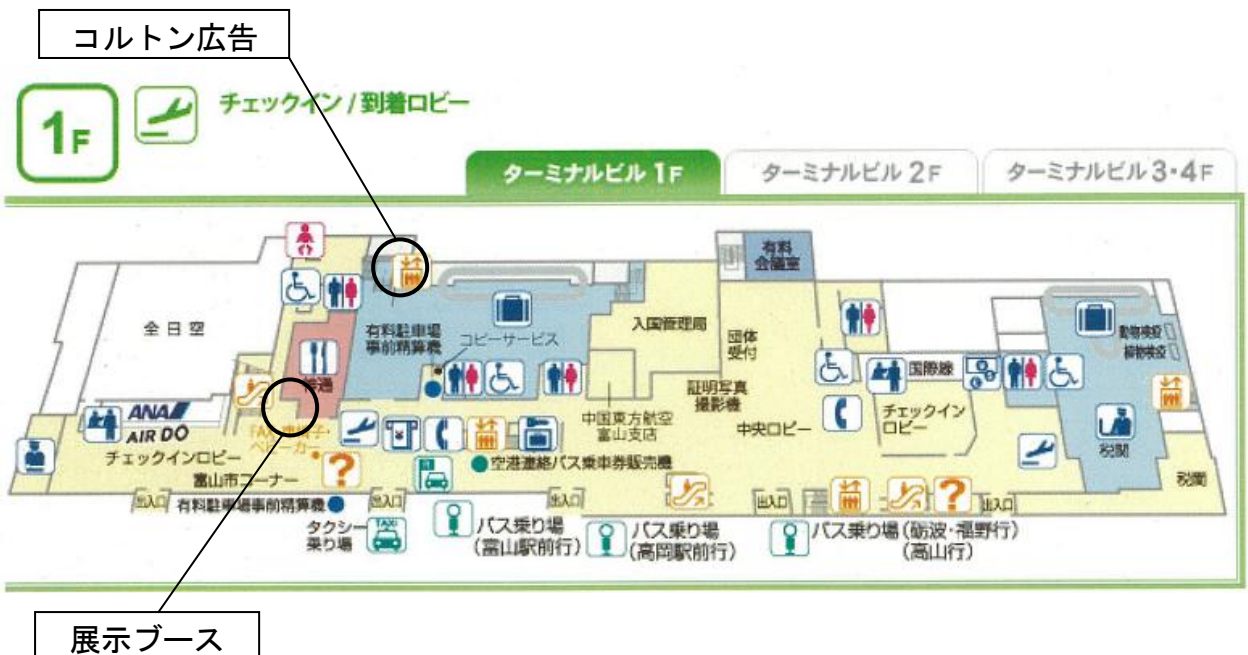 コルトン広告
1F
チェックイン / 到着ロビー
ターミナルビル 1F
ターミナルビル 2F
ターミナルビル 3・4F
有料
会議室
全日空
有料駐車場
事前精算機
コピーサービス
入国管理局
団体
受付
動物検疫
植物検疫
国際線
証明写真
撮影機
中国東方航空
富山支店
中央ロビー
チェックイン
ロビー
ANA
AIR DO
チェックインロビー
ベビーカー
富山市コーナー
空港連絡バス乗車券販売機
税関
税関
出入口
有料駐車場事前精算機
出入口
出入口
出入口
出入口
タクシー
乗り場
TAXI
バス乗り場
(富山駅前行)
バス乗り場
(高岡駅前行)
バス乗り場(砺波・福野行)
(高山行)
展示ブース